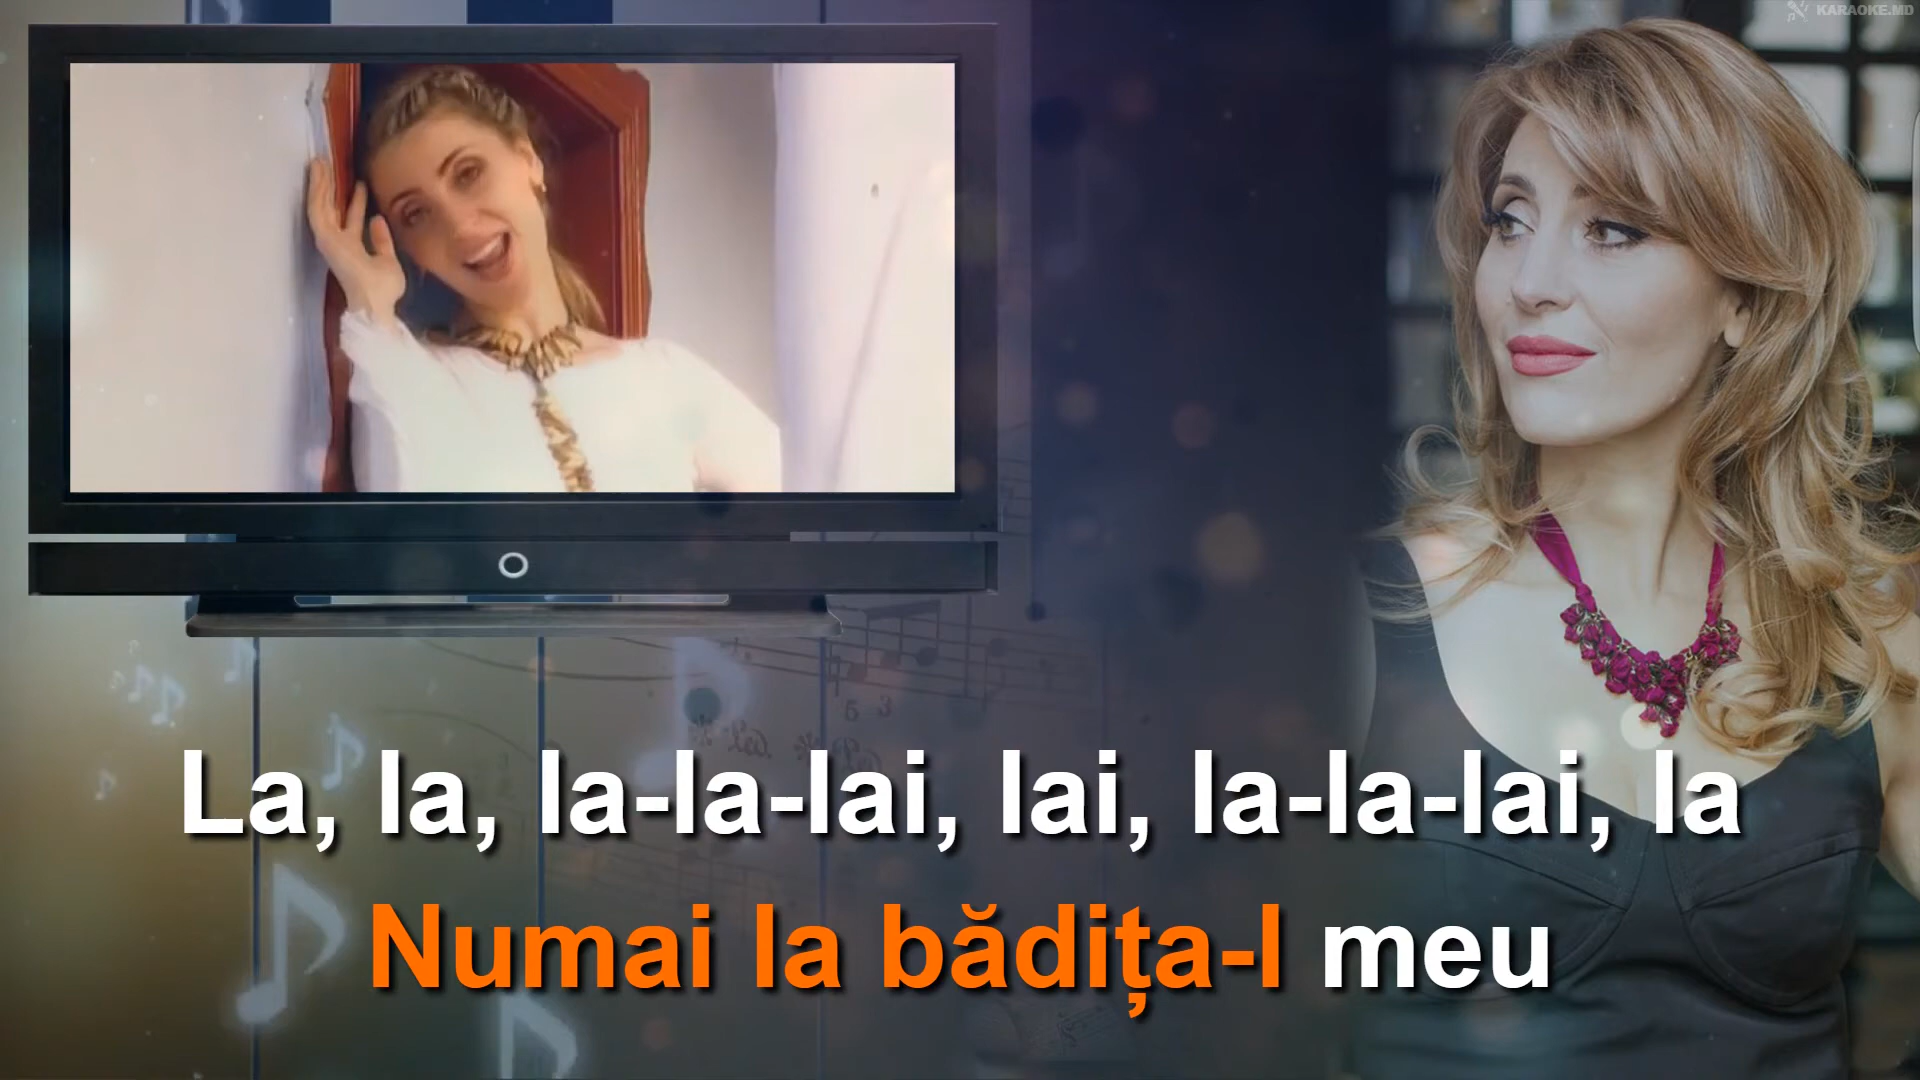 KARAOKE.MD
La, la, la-la-lai, lai, la-la-lai, la
Numai la bădița-l meu